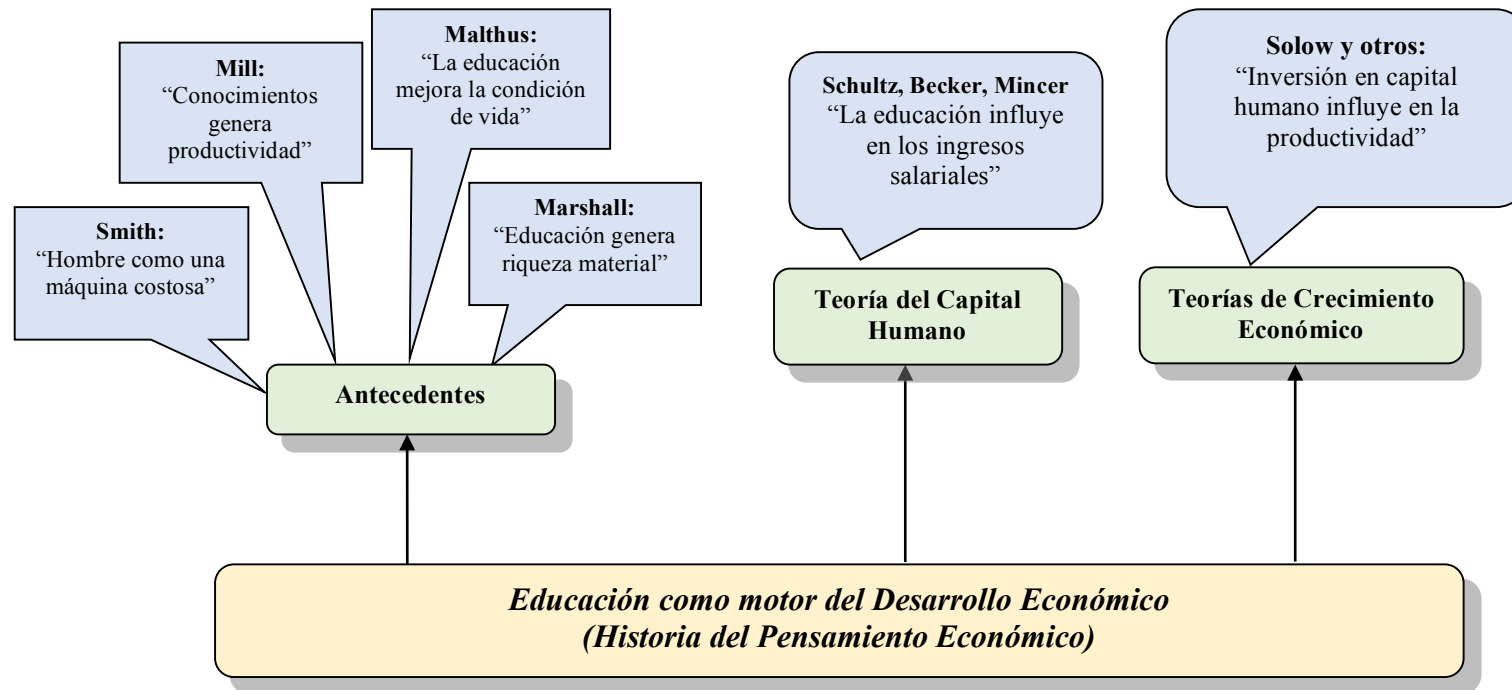 Smith:
“Hombre como una
máquina costosa”
Mill:
“Conocimientos
genera
productividad”
Malthus:
“La educación
mejora la condición
de vida”
Marshall:
“Educación genera
riqueza material”
Antecedentes
Schultz, Becker, Mincer
“La educación influye
en los ingresos
salariales”
Teoría del Capital
Humano
Solow y otros:
“Inversión en capital
humano influye en la
productividad”
Teorías de Crecimiento
Económico
Educación como motor del Desarrollo Económico
(Historia del Pensamiento Económico)